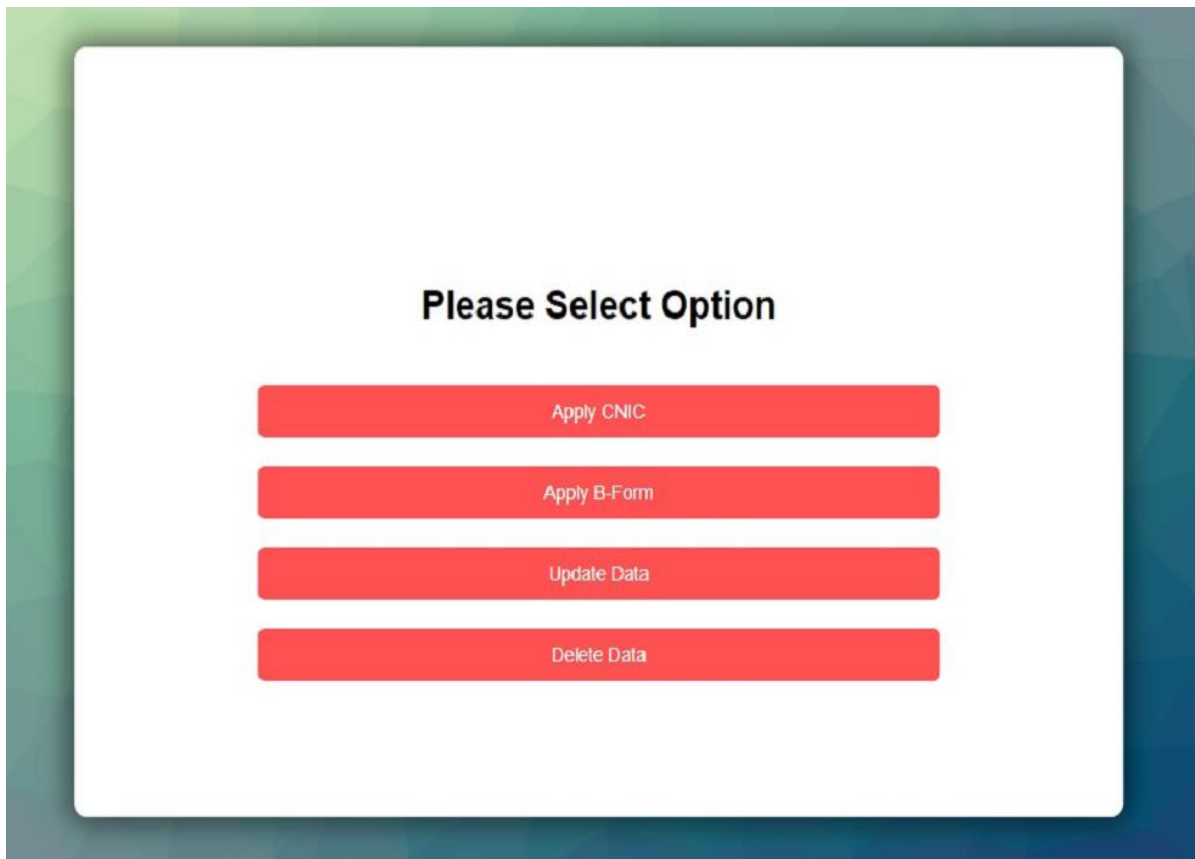 Please Select Option
Apply CNIC
Apply B-Form
Update Data
Delete Data